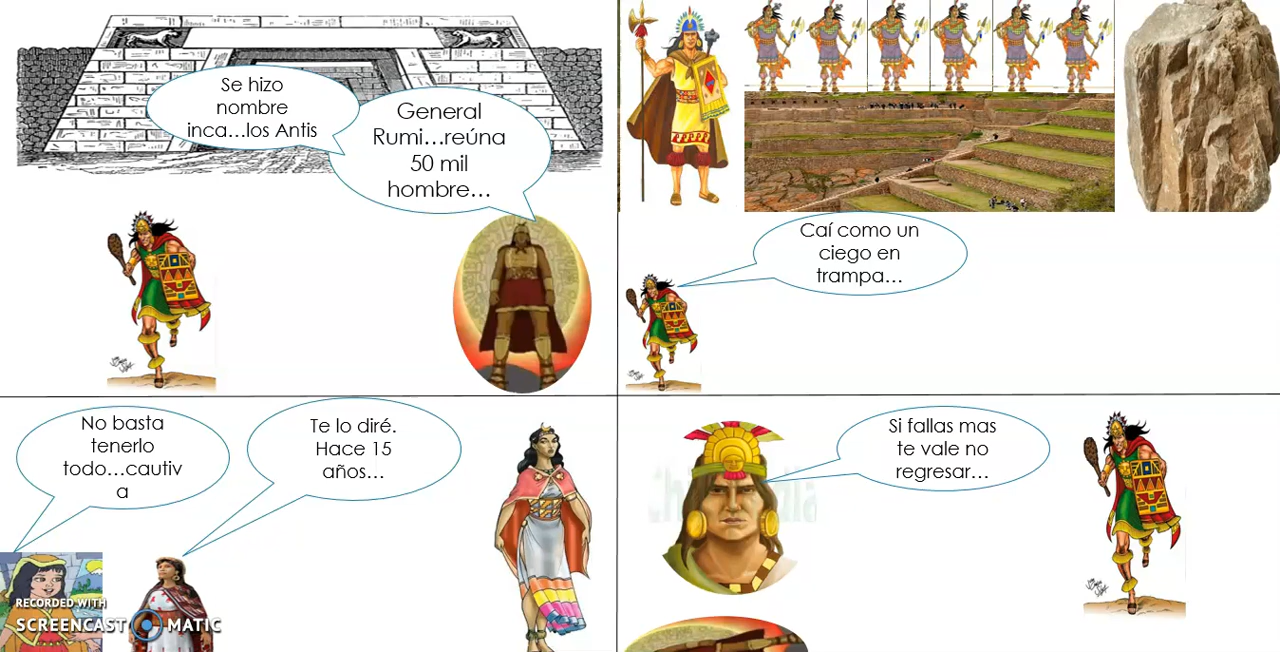 Se hizo
nombre
inca…los Antis
General
Rumi…reúna
50 mil
hombre…
Caí como un
ciego en
trampa…
No basta
tenerlo
todo…cautiv
a
Te lo diré.
Hace 15
años…
Si fallas mas
te vale no
regresar…
RECORDED WITH
SCREENCAST MATIC